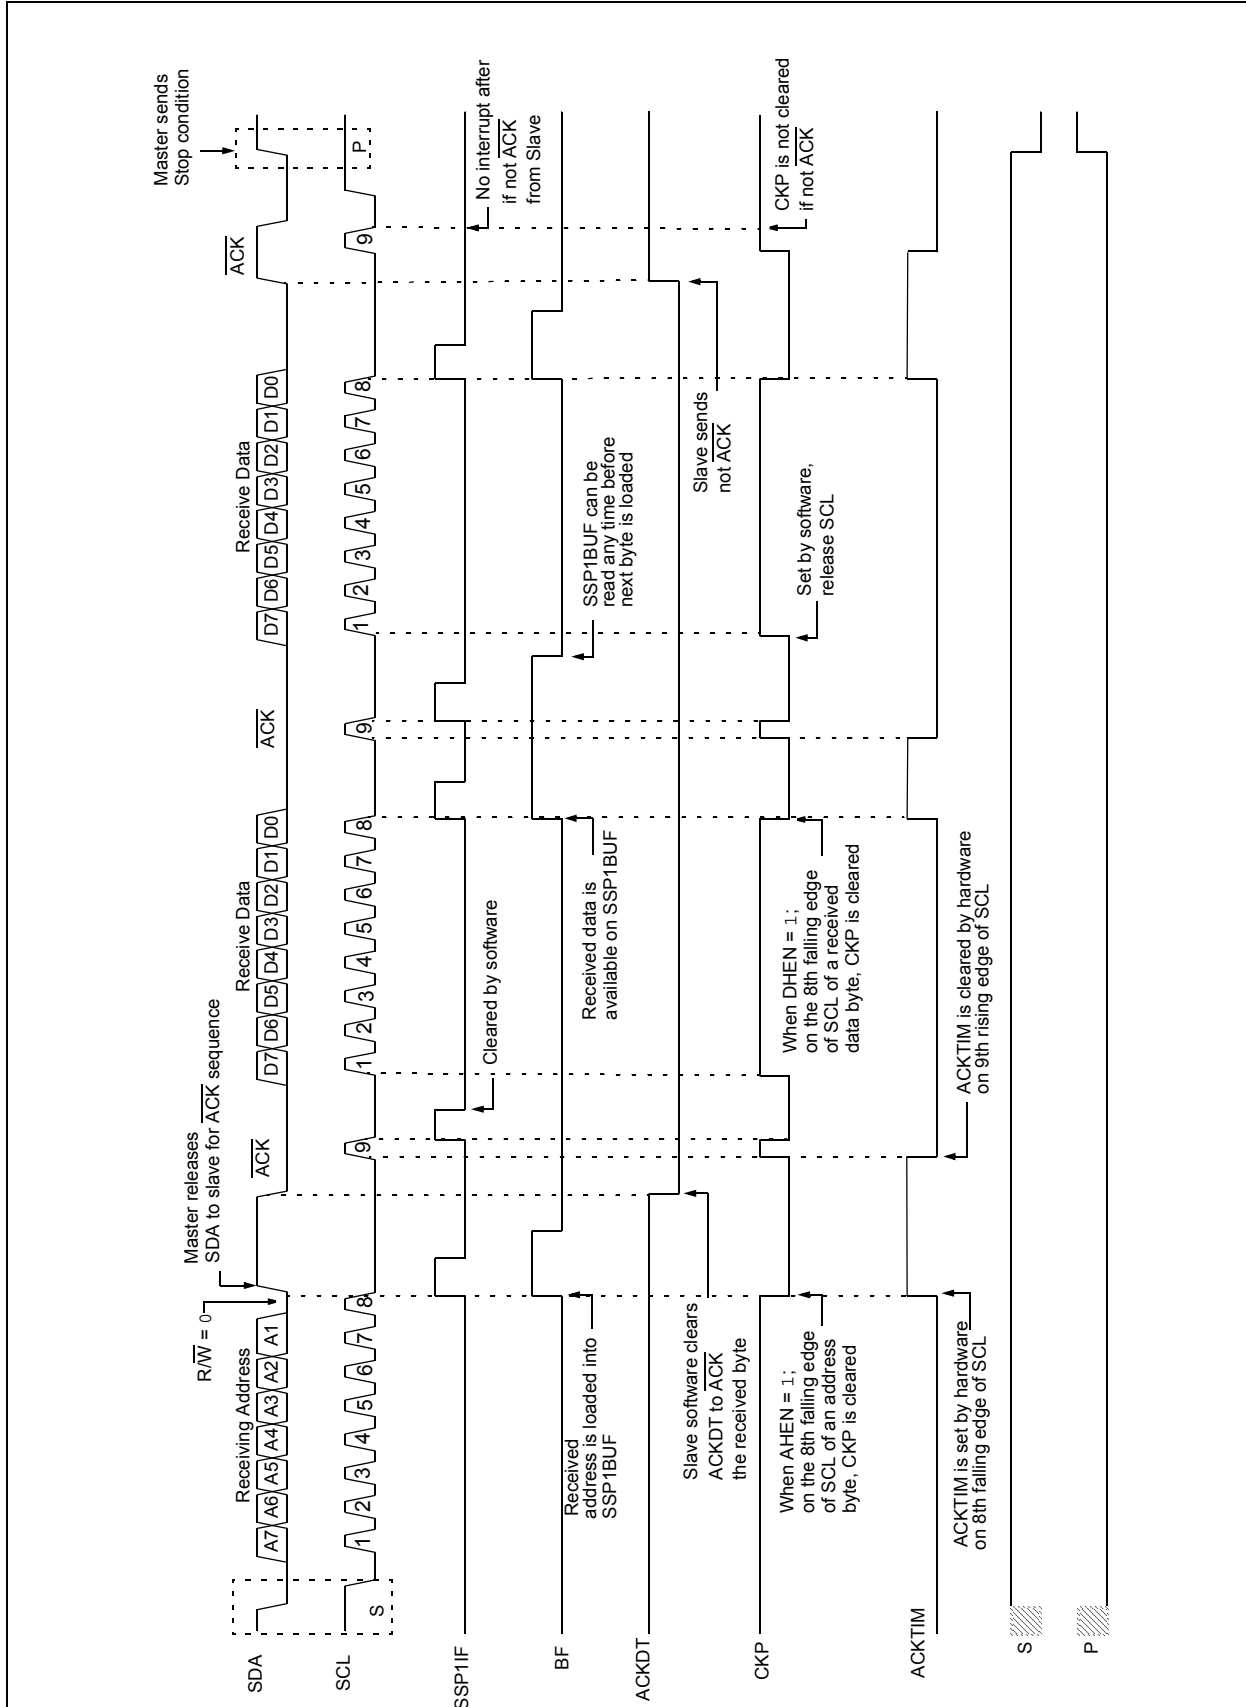 Master sends
Stop condition
Master releases
SDA to slave for ACK sequence
R/W = 0
Receiving Address
Receive Data
Receive Data
ACK
ACK
ACK
SDA
A7 A6 A5 A4 A3 A2 A1
D7 D6 D5 D4 D3 D2 D1 D0
D7 D6 D5 D4 D3 D2 D1 D0
SCL
S
1 2 3 4 5 6 7 8 9
1 2 3 4 5 6 7 8 9
1 2 3 4 5 6 7 8 9
P
SSP1IF
Cleared by software
No interrupt after
if not ACK
from Slave
BF
Received
address is loaded into
SSP1BUF
Received data is
available on SSP1BUF
SSP1BUF can be
read any time before
next byte is loaded
ACKDT
Slave software clears
ACKDT to ACK
the received byte
Slave sends
not ACK
CKP
When AHEN = 1;
on the 8th falling edge
of SCL of an address
byte, CKP is cleared
When DHEN = 1;
on the 8th falling edge
of SCL of a received
data byte, CKP is cleared
Set by software,
release SCL
CKP is not cleared
if not ACK
ACKTIM
ACKTIM is set by hardware
on 8th falling edge of SCL
ACKTIM is cleared by hardware
on 9th rising edge of SCL
S
P